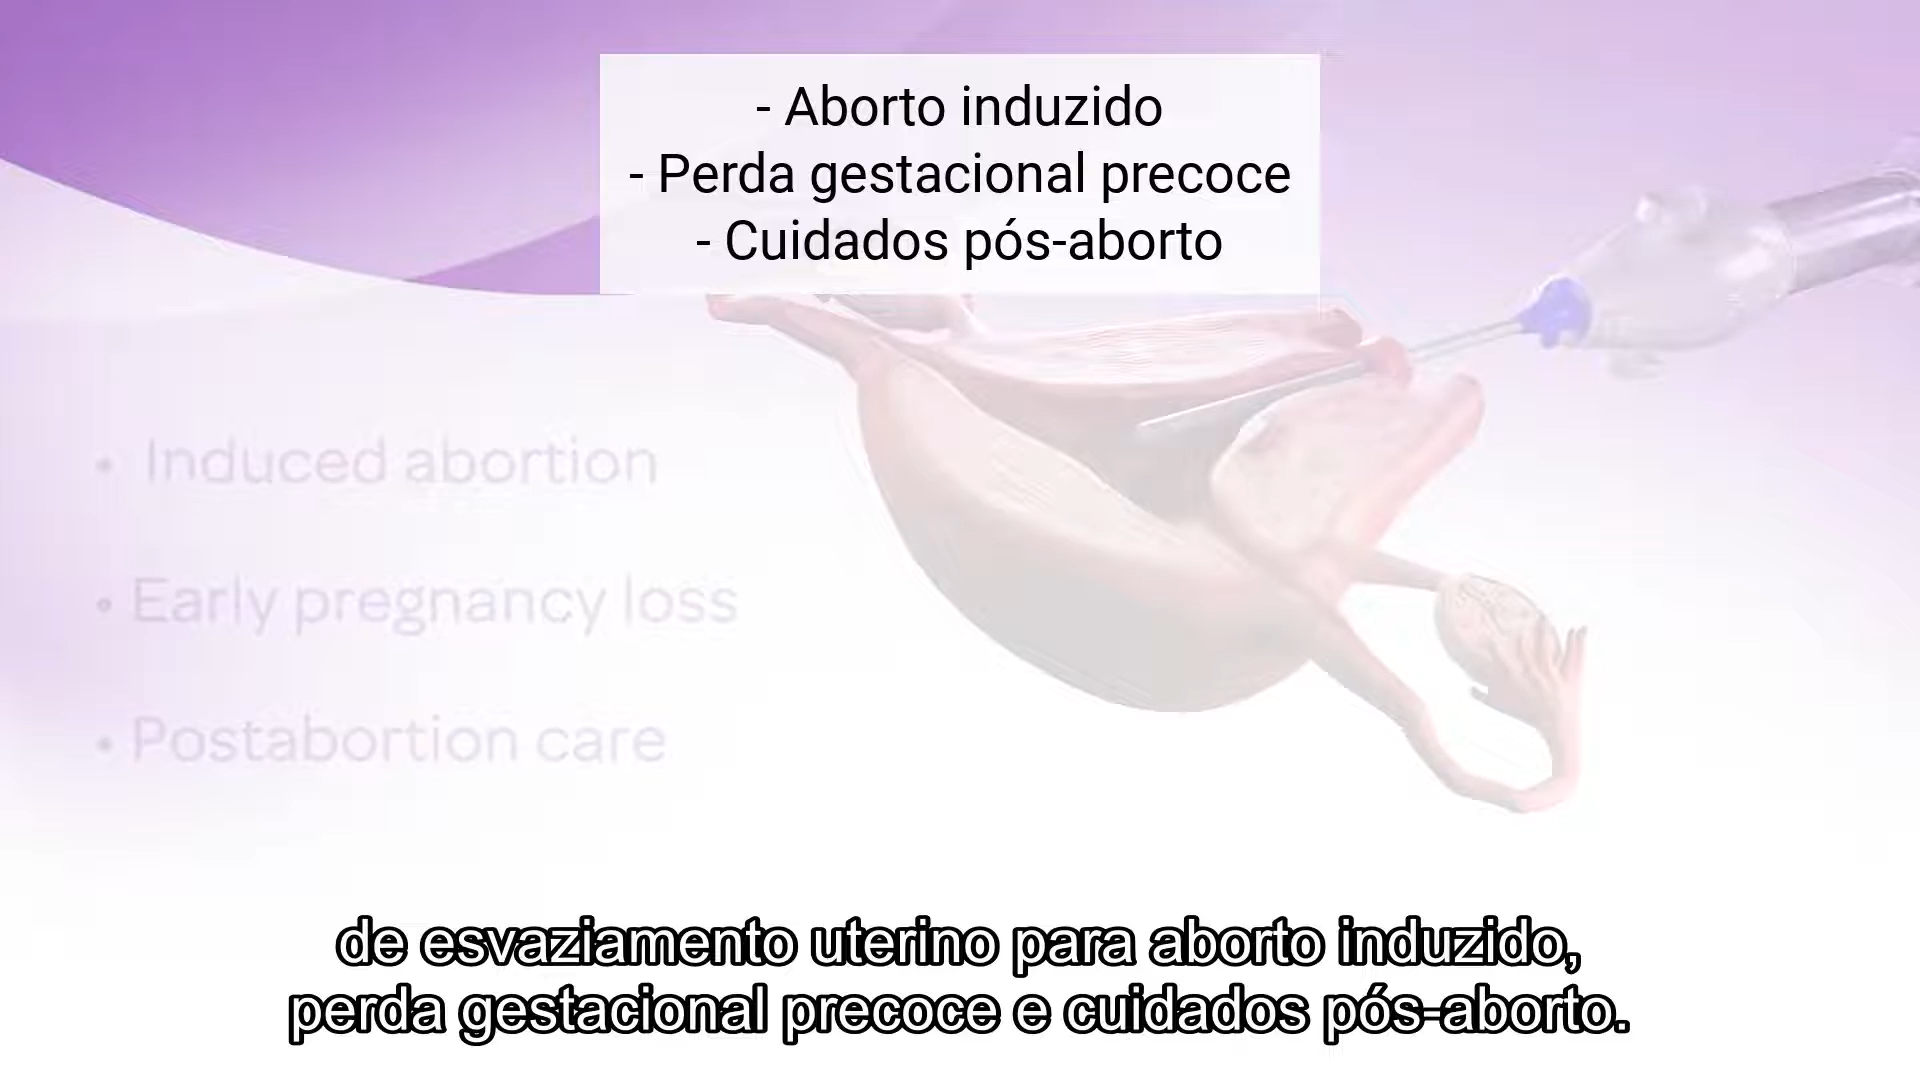 - Aborto induzido
- Perda gestacional precoce
- Cuidados pós-aborto
• Induced abortion
• Early pregnancy loss
• Postabortion care
de esvaziamento uterino para aborto induzido,
perda gestacional precoce e cuidados pós-aborto.